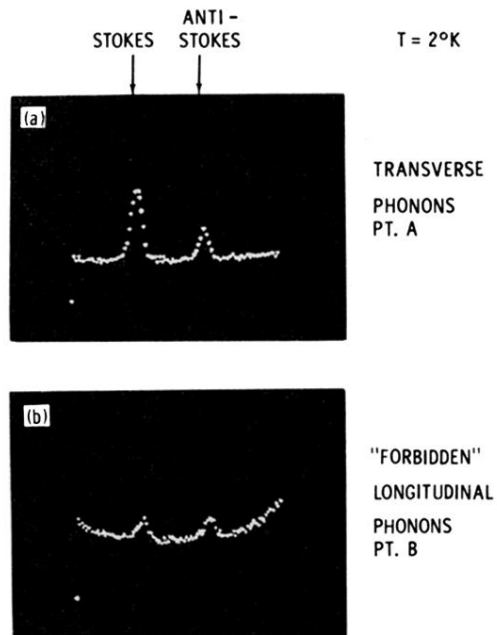 ANTI-
STOKES STOKES
T = 2°K
(a)
TRANSVERSE
PHONONS
PT. A
(b)
"FORBIDDEN"
LONGITUDINAL
PHONONS
PT. B